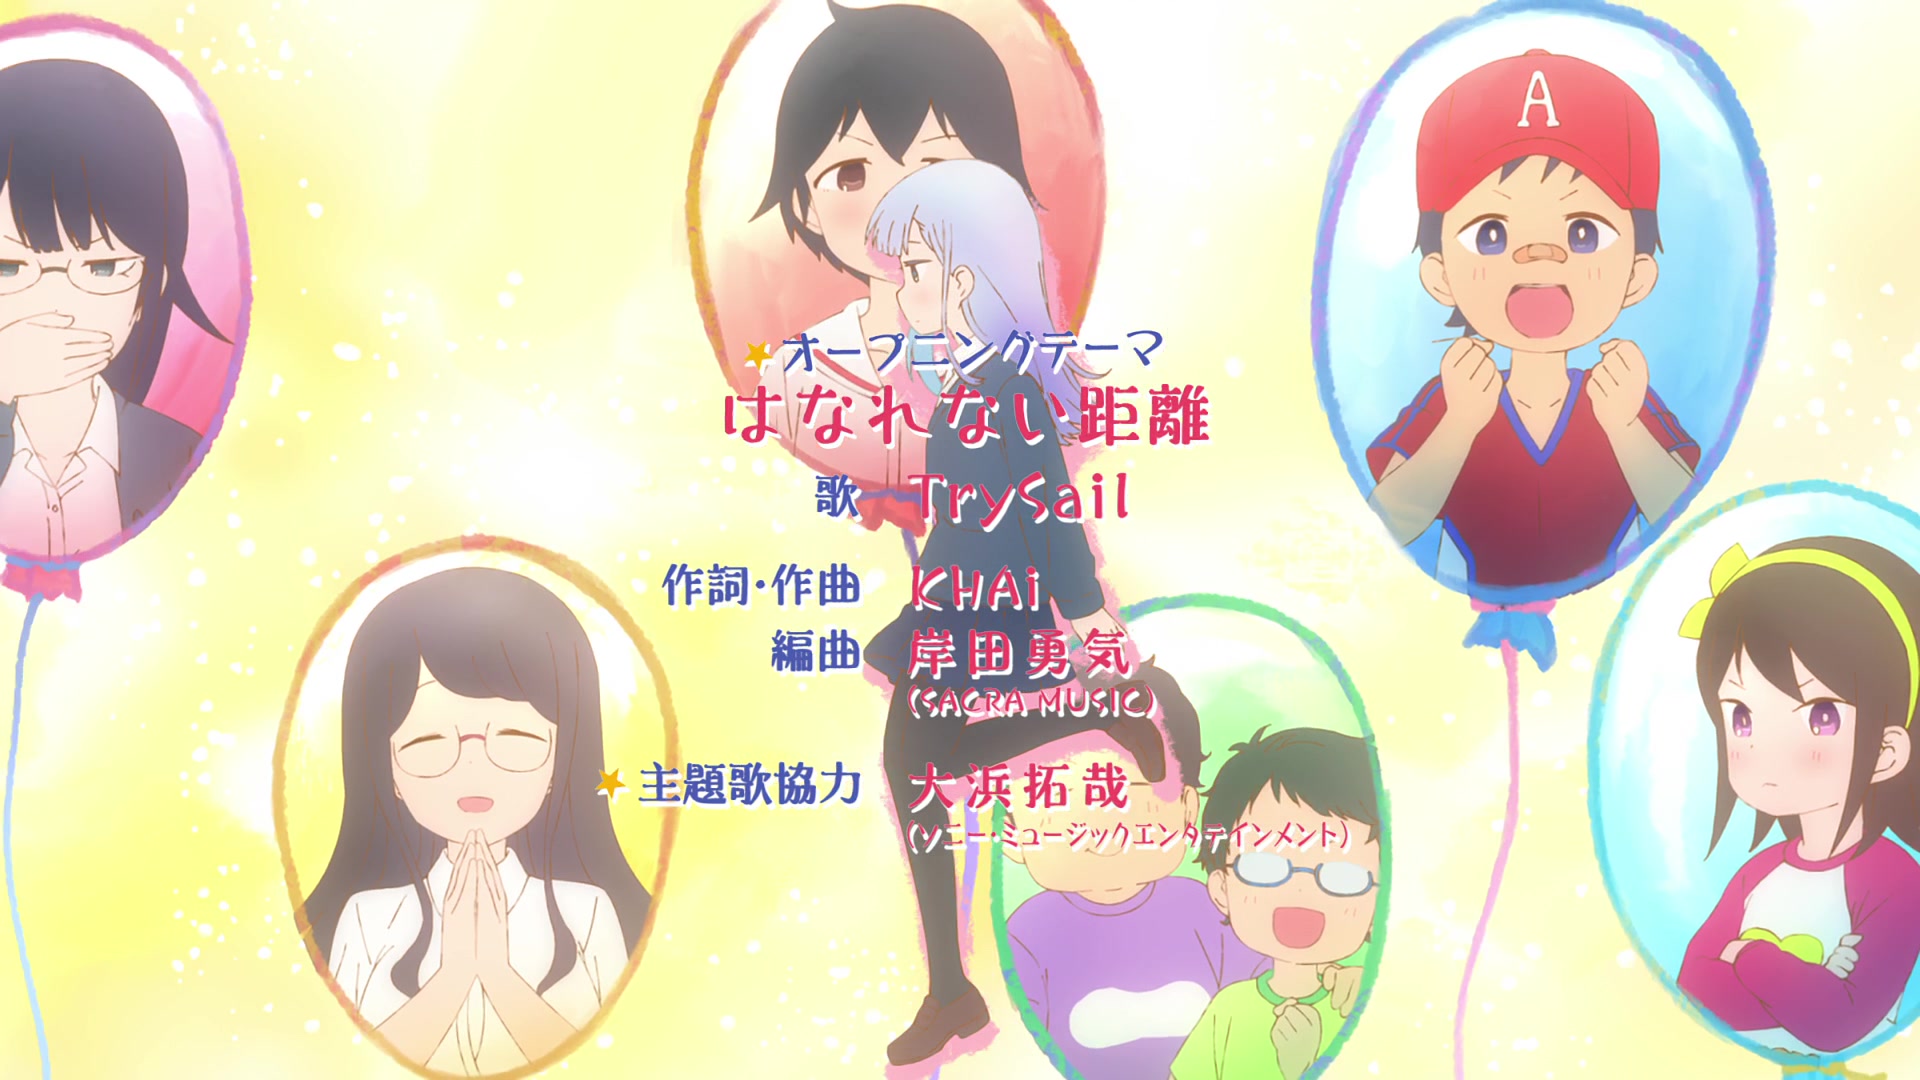 A
オープニングテーマ
はなれない距離
歌 TrySail
作詞・作曲 KHAi
編曲 岸田勇気
(SACRA MUSIC)
主題歌協力 大浜拓哉
(ソニー・ミュージックエンタテインメント)